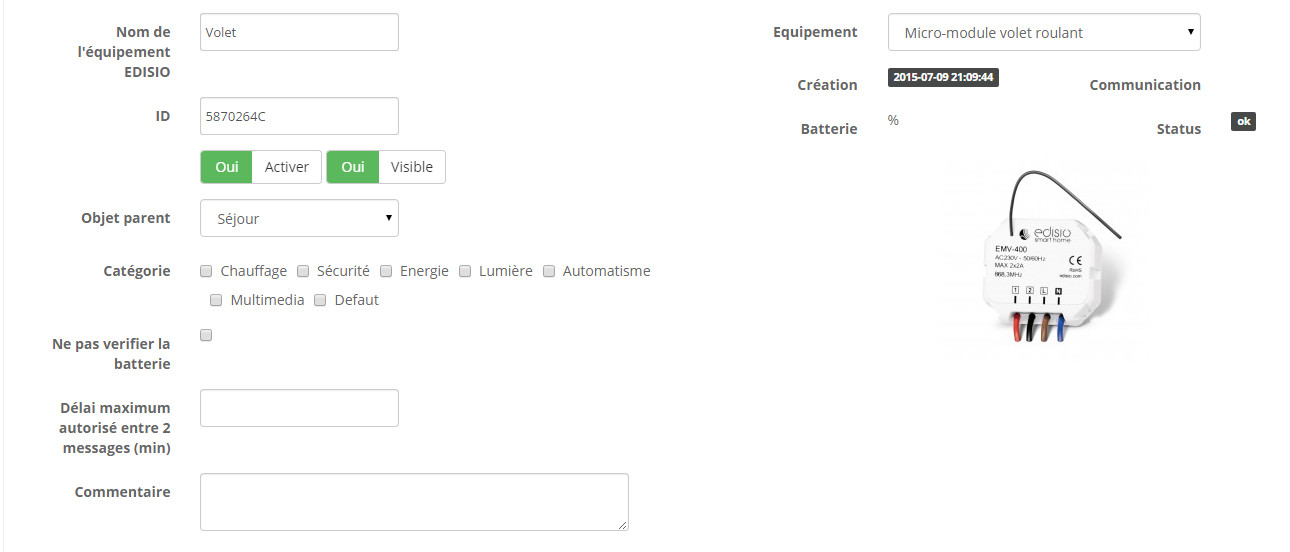 Nom de
l'équipement
EDISIO
Volet
ID
5870264C
Oui Activer Oui Visible
Objet parent
Séjour
Catégorie
Chauffage Sécurité Energie Lumière Automatisme
Multimedia Defaut
Ne pas verifier la
batterie
Délai maximum
autorisé entre 2
messages (min)
Commentaire
Equipement
Micro-module volet roulant
Création
2015-07-09 21:09:44
Communication
Batterie
%
Status
ok
edisio
smart home
EMV-400
AC230V - 50/60Hz
MAX 2x2A
868,3MHz
CE
RoHS
edisio.com
1 2 L N